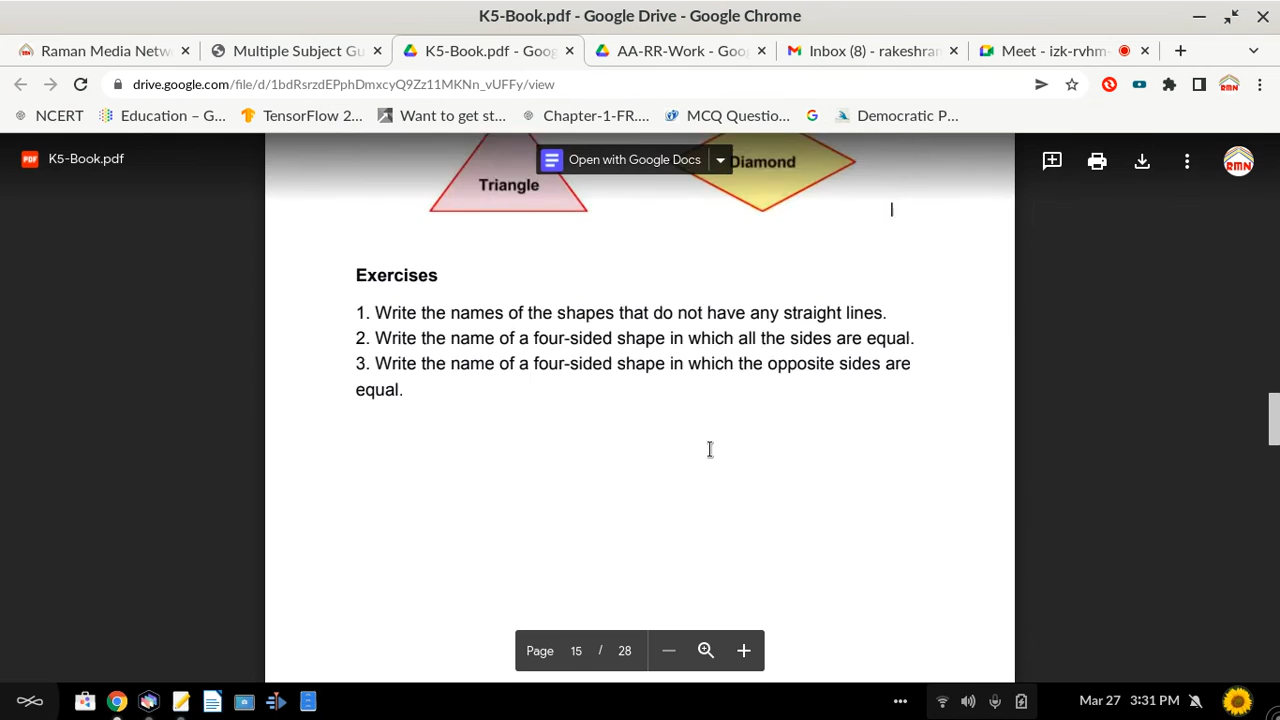 K5-Book.pdf - Google Drive - Google Chrome
Raman Media Netw
Multiple Subject Gu
K5-Book.pdf - Goog
AA-RR-Work - Goo
Inbox (8) - rakeshrar
Meet - izk-rvhm-
drive.google.com/file/d/1bdRsrzdEPphDmxcyQ9Zz11MKNn_vUFFy/view
NCERT
Education – G...
TensorFlow 2...
Want to get st...
Chapter-1-FR....
MCQ Questio...
Democratic P...
PDF
K5-Book.pdf
Open with Google Docs
RMN
Triangle
Diamond
Exercises
1. Write the names of the shapes that do not have any straight lines.
2. Write the name of a four-sided shape in which all the sides are equal.
3. Write the name of a four-sided shape in which the opposite sides are
equal.
Page 15 / 28
Mar 27 3:31 PM